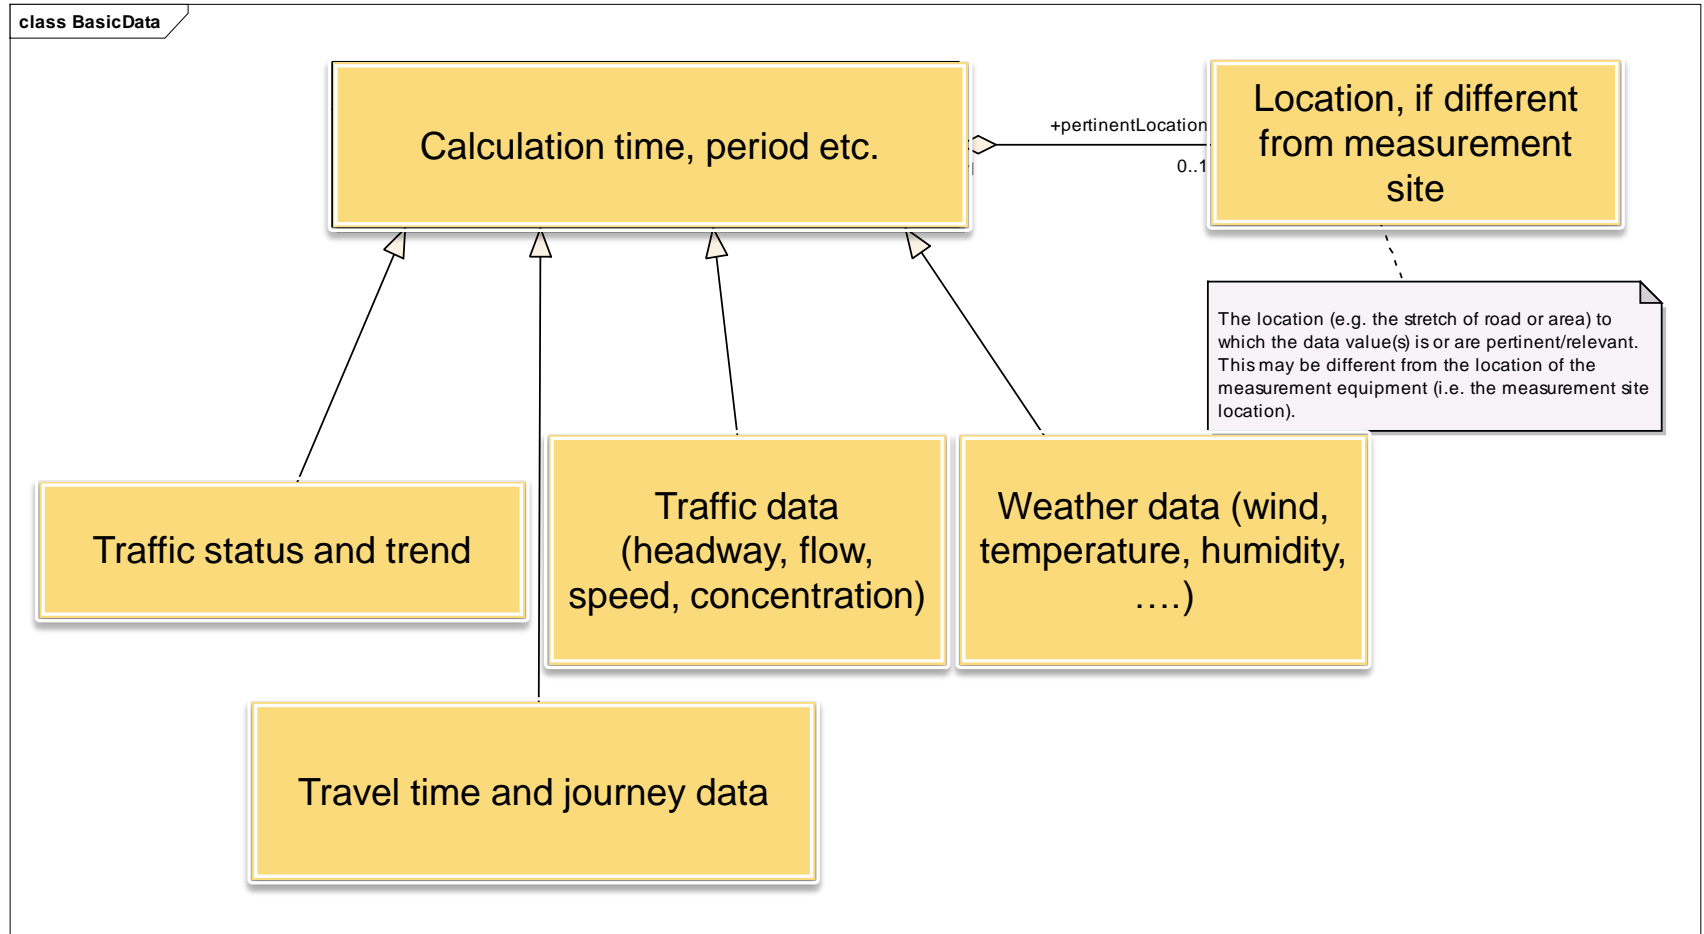 class BasicData
Calculation time, period etc.
+pertinentLocation
0..1
Location, if different
from measurement
site
The location (e.g. the stretch of road or area) to
which the data value(s) is or are pertinent/relevant.
This may be different from the location of the
measurement equipment (i.e. the measurement site
location).
Traffic status and trend
Traffic data
(headway, flow,
speed, concentration)
Weather data (wind,
temperature, humidity,
….)
Travel time and journey data